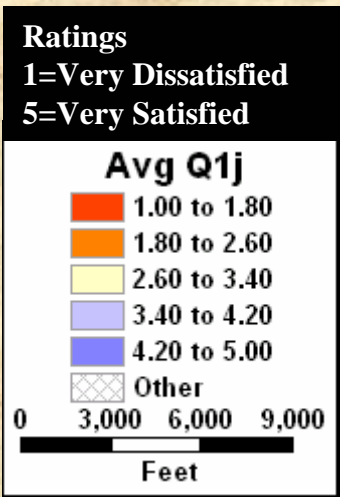 Ratings
1=Very Dissatisfied
5=Very Satisfied
Avg Q1j
1.00 to 1.80
1.80 to 2.60
2.60 to 3.40
3.40 to 4.20
4.20 to 5.00
Other
0 3,000 6,000 9,000
Feet